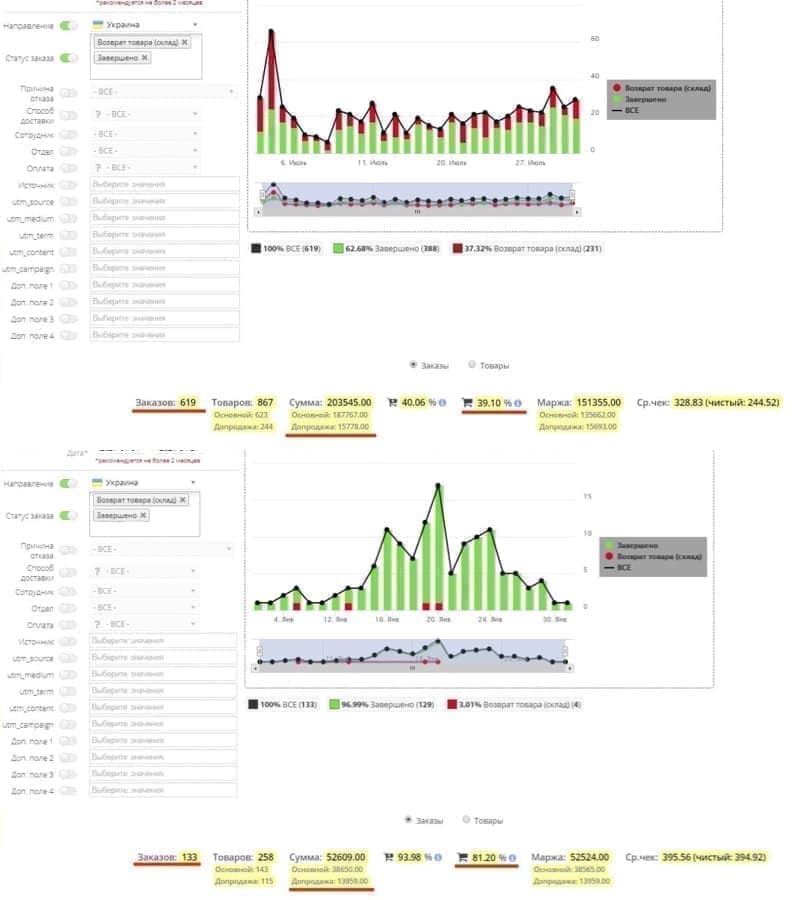 *рекомендуется не более 2 месяцев
Направление Украина
Статус заказа Возврат товара (склад) ✕
Завершено ✕
Причина отказа - ВСЕ -
Способ доставки ? - ВСЕ -
Сотрудник - ВСЕ -
Отдел - ВСЕ -
Оплата ? - ВСЕ -
Источник Выберите значения
utm_source Выберите значения
utm_medium Выберите значения
utm_term Выберите значения
utm_content Выберите значения
utm_campaign Выберите значения
Доп. поле 1 Выберите значения
Доп. поле 2 Выберите значения
Доп. поле 3 Выберите значения
Доп. поле 4 Выберите значения
60
40
20
0
6. Июль 11. Июль 20. Июль 27. Июль
Возврат товара (склад)
Завершено
ВСЕ
100% ВСЕ (619) 62.68% Завершено (388) 37.32% Возврат товара (склад) (231)
Заказы Товары
Заказов: 619 Товаров: 867 Сумма: 203545.00 40.06 % 39.10 % Маржа: 151355.00 Ср.чек: 328.83 (чистый: 244.52)
Основной: 623 Основной: 187767.00 Основной: 135662.00
Допродажа: 244 Допродажа: 15778.00 Допродажа: 15693.00
Дата*
*рекомендуется не более 2 месяцев
Направление Украина
Статус заказа Возврат товара (склад) ✕
Завершено ✕
Причина отказа - ВСЕ -
Способ доставки ? - ВСЕ -
Сотрудник - ВСЕ -
Отдел - ВСЕ -
Оплата ? - ВСЕ -
Источник Выберите значения
utm_source Выберите значения
utm_medium Выберите значения
utm_term Выберите значения
utm_content Выберите значения
utm_campaign Выберите значения
Доп. поле 1 Выберите значения
Доп. поле 2 Выберите значения
Доп. поле 3 Выберите значения
Доп. поле 4 Выберите значения
15
10
5
0
4. Янв 12. Янв 16. Янв 20. Янв 24. Янв 30. Янв
Завершено
Возврат товара (склад)
ВСЕ
100% ВСЕ (133) 96.99% Завершено (129) 3.01% Возврат товара (склад) (4)
Заказы Товары
Заказов: 133 Товаров: 258 Сумма: 52609.00 93.98 % 81.20 % Маржа: 52524.00 Ср.чек: 395.56 (чистый: 394.92)
Основной: 143 Основной: 38650.00 Основной: 38565.00
Допродажа: 115 Допродажа: 13959.00 Допродажа: 13959.00